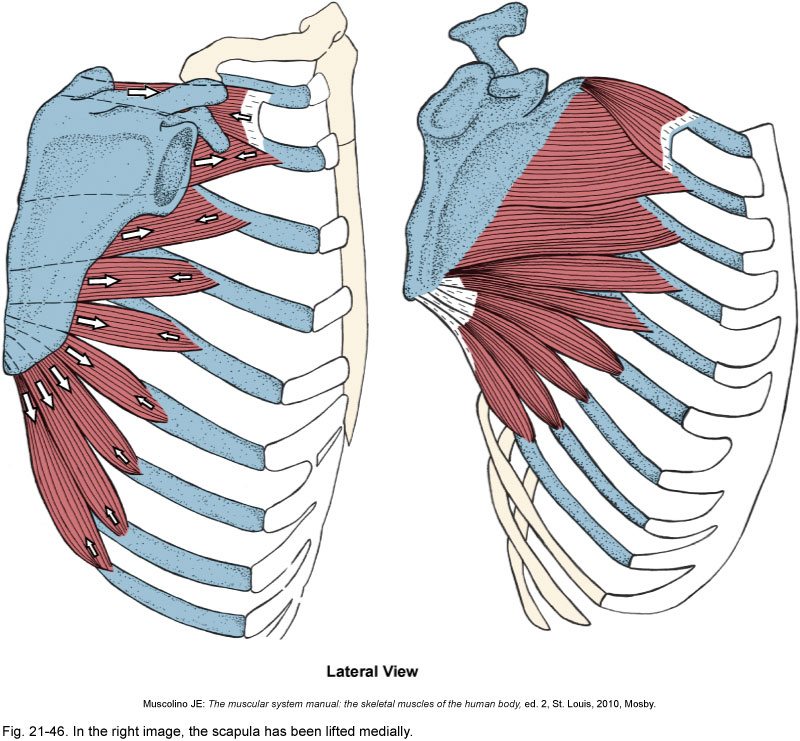 Lateral View
Muscolino JE: The muscular system manual: the skeletal muscles of the human body, ed. 2, St. Louis, 2010, Mosby.
Fig. 21-46. In the right image, the scapula has been lifted medially.